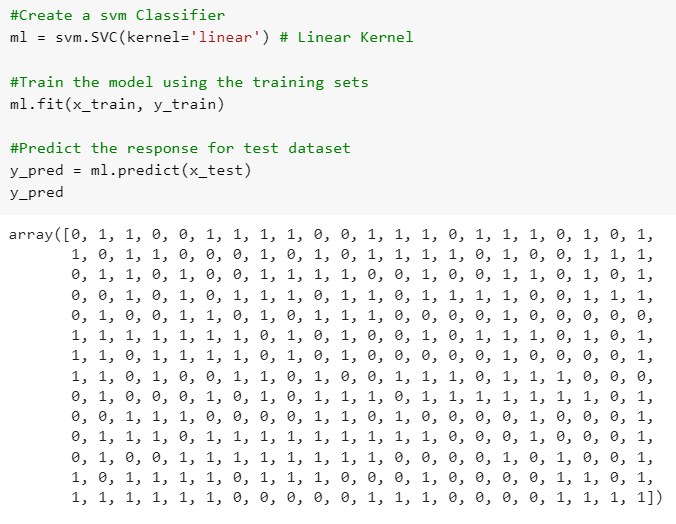 #Create a svm Classifier
ml = svm.SVC(kernel='linear') # Linear Kernel
#Train the model using the training sets
ml.fit(x_train, y_train)
#Predict the response for test dataset
y_pred = ml.predict(x_test)
y_pred
array([0, 1, 1, 0, 0, 1, 1, 1, 1, 0, 0, 1, 1, 1, 0, 1, 1, 1, 0, 1, 0, 1,
1, 0, 1, 1, 0, 0, 0, 1, 0, 1, 0, 1, 1, 1, 1, 0, 1, 0, 0, 1, 1, 1,
0, 1, 1, 0, 1, 0, 0, 1, 1, 1, 1, 0, 0, 1, 0, 0, 1, 1, 0, 1, 0, 1,
0, 0, 1, 0, 1, 0, 1, 1, 1, 0, 1, 1, 0, 1, 1, 1, 1, 0, 0, 1, 1, 1,
0, 1, 0, 0, 1, 1, 0, 1, 0, 1, 1, 1, 0, 0, 0, 0, 1, 0, 0, 0, 0, 0,
1, 1, 1, 1, 1, 1, 1, 0, 1, 0, 1, 0, 0, 1, 0, 1, 1, 1, 0, 1, 0, 1,
1, 1, 0, 1, 1, 1, 1, 0, 1, 0, 1, 0, 0, 0, 0, 0, 1, 0, 0, 0, 0, 1,
1, 1, 0, 1, 0, 0, 1, 1, 0, 1, 0, 0, 1, 1, 1, 0, 1, 1, 1, 0, 0, 0,
0, 1, 0, 0, 0, 1, 0, 1, 0, 1, 1, 1, 0, 1, 1, 1, 1, 1, 1, 1, 0, 1,
0, 0, 1, 1, 1, 0, 0, 0, 0, 1, 1, 0, 1, 0, 0, 0, 0, 1, 0, 0, 0, 1,
0, 1, 1, 1, 0, 1, 1, 1, 1, 1, 1, 1, 1, 1, 0, 0, 0, 1, 0, 0, 0, 1,
0, 1, 0, 0, 1, 1, 1, 1, 1, 1, 1, 1, 0, 0, 0, 0, 1, 0, 1, 0, 0, 1,
1, 0, 1, 1, 1, 1, 0, 1, 1, 1, 0, 0, 0, 1, 0, 0, 0, 0, 1, 1, 0, 1,
1, 1, 1, 1, 1, 1, 0, 0, 0, 0, 0, 1, 1, 1, 0, 0, 0, 0, 1, 1, 1, 1])